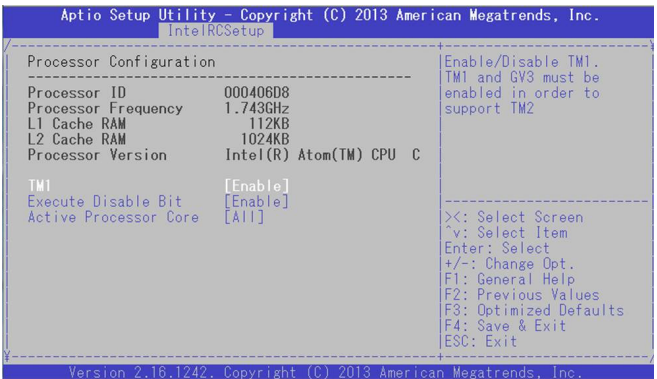 Aptio Setup Utility - Copyright (C) 2013 American Megatrends, Inc.
IntelRCSetup
Processor Configuration
Processor ID 000406D8
Processor Frequency 1.743GHz
L1 Cache RAM 112KB
L2 Cache RAM 1024KB
Processor Version Intel(R) Atom(TM) CPU C
TM1 [Enable]
Execute Disable Bit [Enable]
Active Processor Core [All]
Enable/Disable TM1.
TM1 and GV3 must be
enabled in order to
support TM2
><: Select Screen
^v: Select Item
Enter: Select
+/-: Change Opt.
F1: General Help
F2: Previous Values
F3: Optimized Defaults
F4: Save & Exit
ESC: Exit
Version 2.16.1242. Copyright (C) 2013 American Megatrends, Inc.